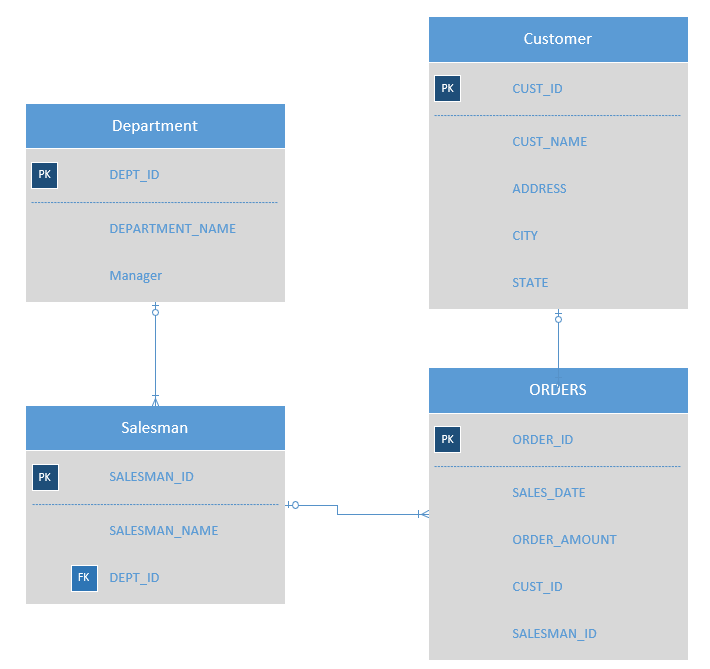 Customer
PK CUST_ID
CUST_NAME
ADDRESS
CITY
STATE
Department
PK DEPT_ID
DEPARTMENT_NAME
Manager
Salesman
PK SALESMAN_ID
SALESMAN_NAME
FK DEPT_ID
ORDERS
PK ORDER_ID
SALES_DATE
ORDER_AMOUNT
CUST_ID
SALESMAN_ID